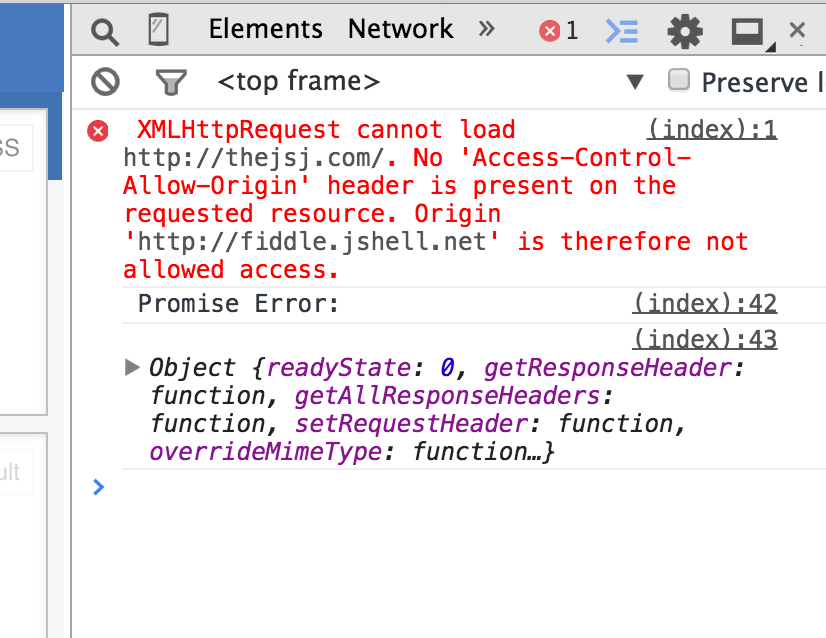 Elements Network » 1
<top frame> ▼ Preserve l
SS
XMLHttpRequest cannot load (index):1
http://thejsj.com/. No 'Access-Control-
Allow-Origin' header is present on the
requested resource. Origin
'http://fiddle.jshell.net' is therefore not
allowed access.
Promise Error: (index):42
(index):43
Object {readyState: 0, getResponseHeader:
function, getAllResponseHeaders:
function, setRequestHeader: function,
overrideMimeType: function…}
ult